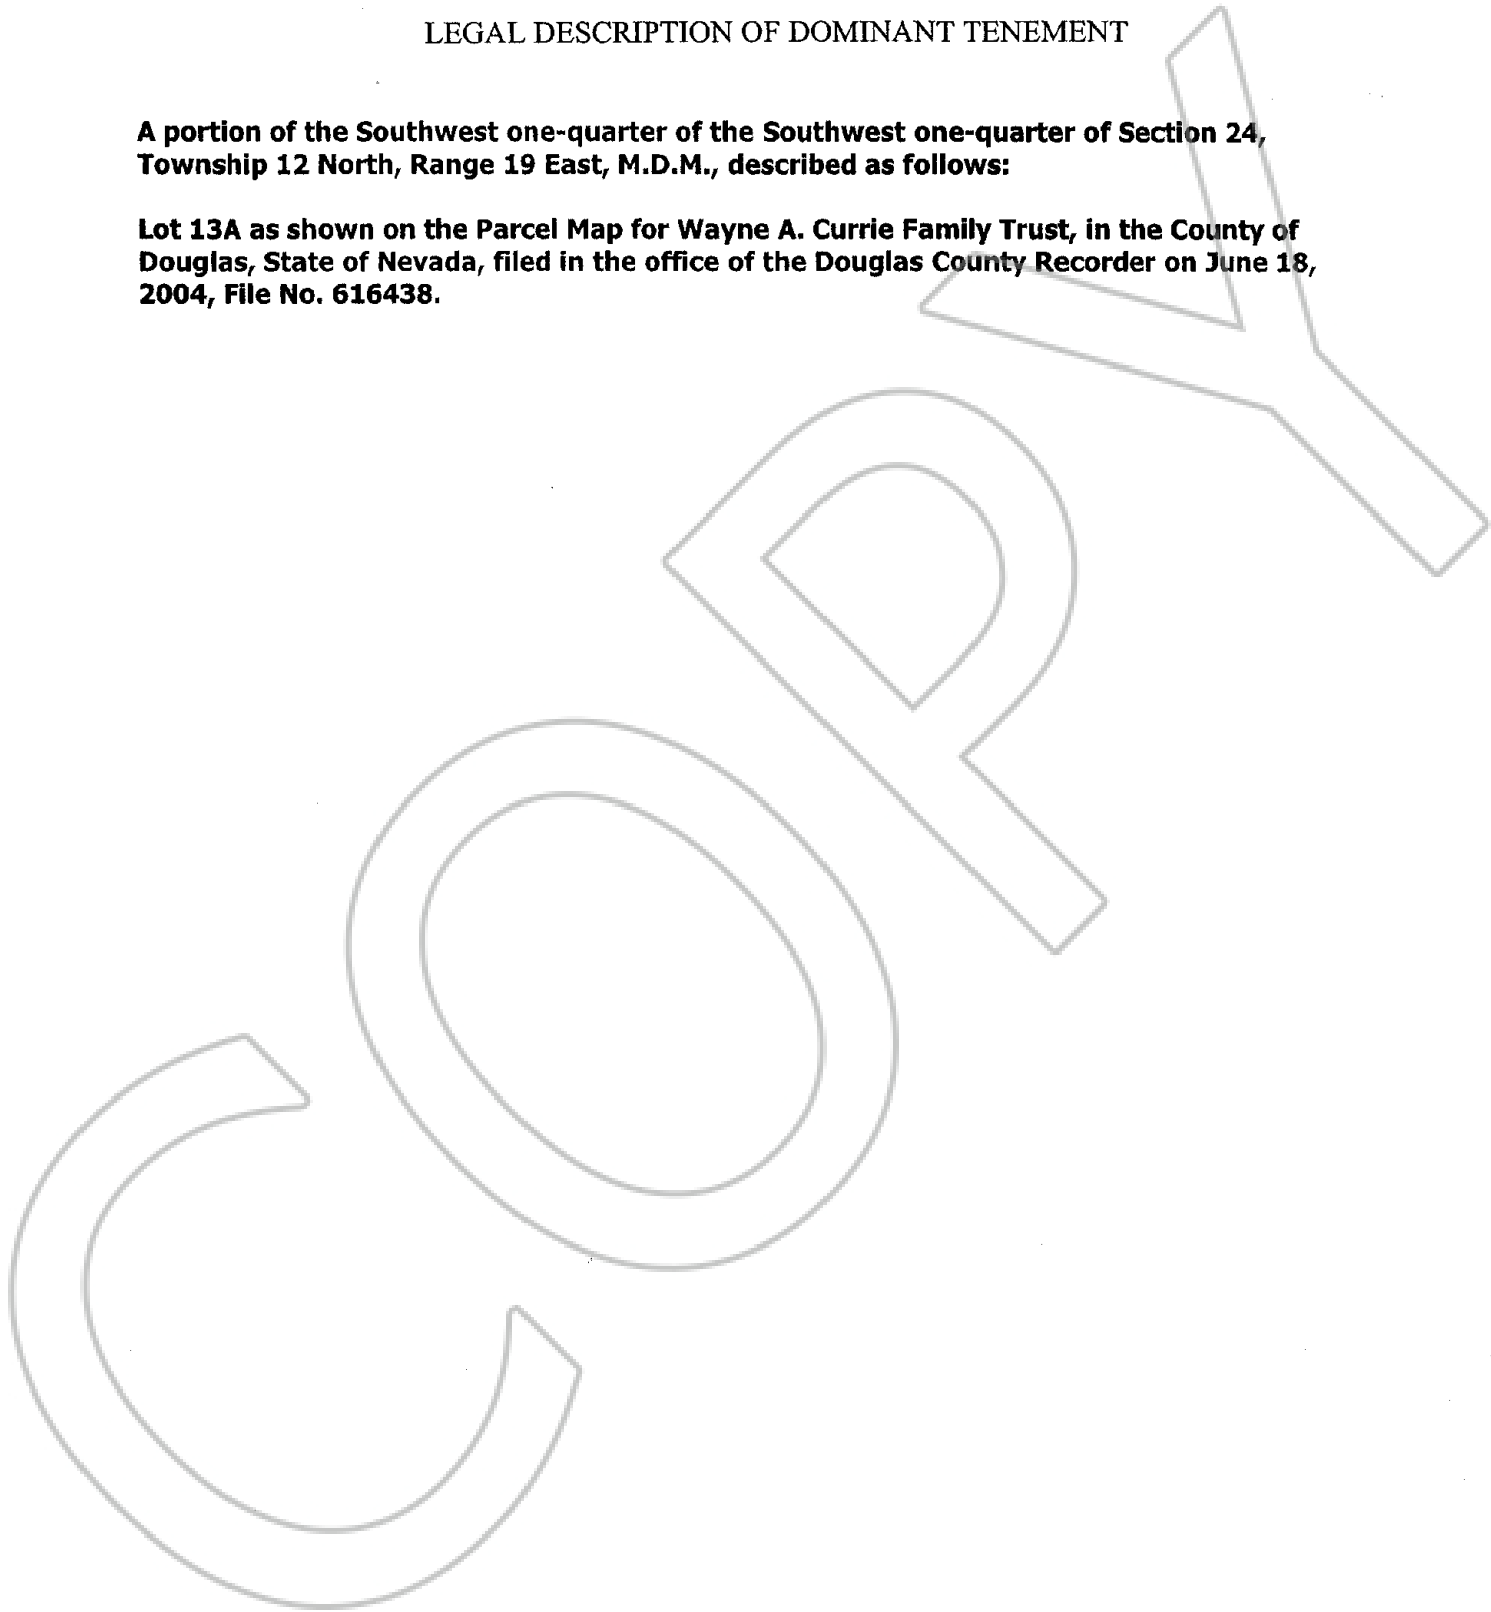 LEGAL DESCRIPTION OF DOMINANT TENEMENT
A portion of the Southwest one-quarter of the Southwest one-quarter of Section 24,
Township 12 North, Range 19 East, M.D.M., described as follows:
Lot 13A as shown on the Parcel Map for Wayne A. Currie Family Trust, in the County of
Douglas, State of Nevada, filed in the office of the Douglas County Recorder on June 18,
2004, File No. 616438.
COPY